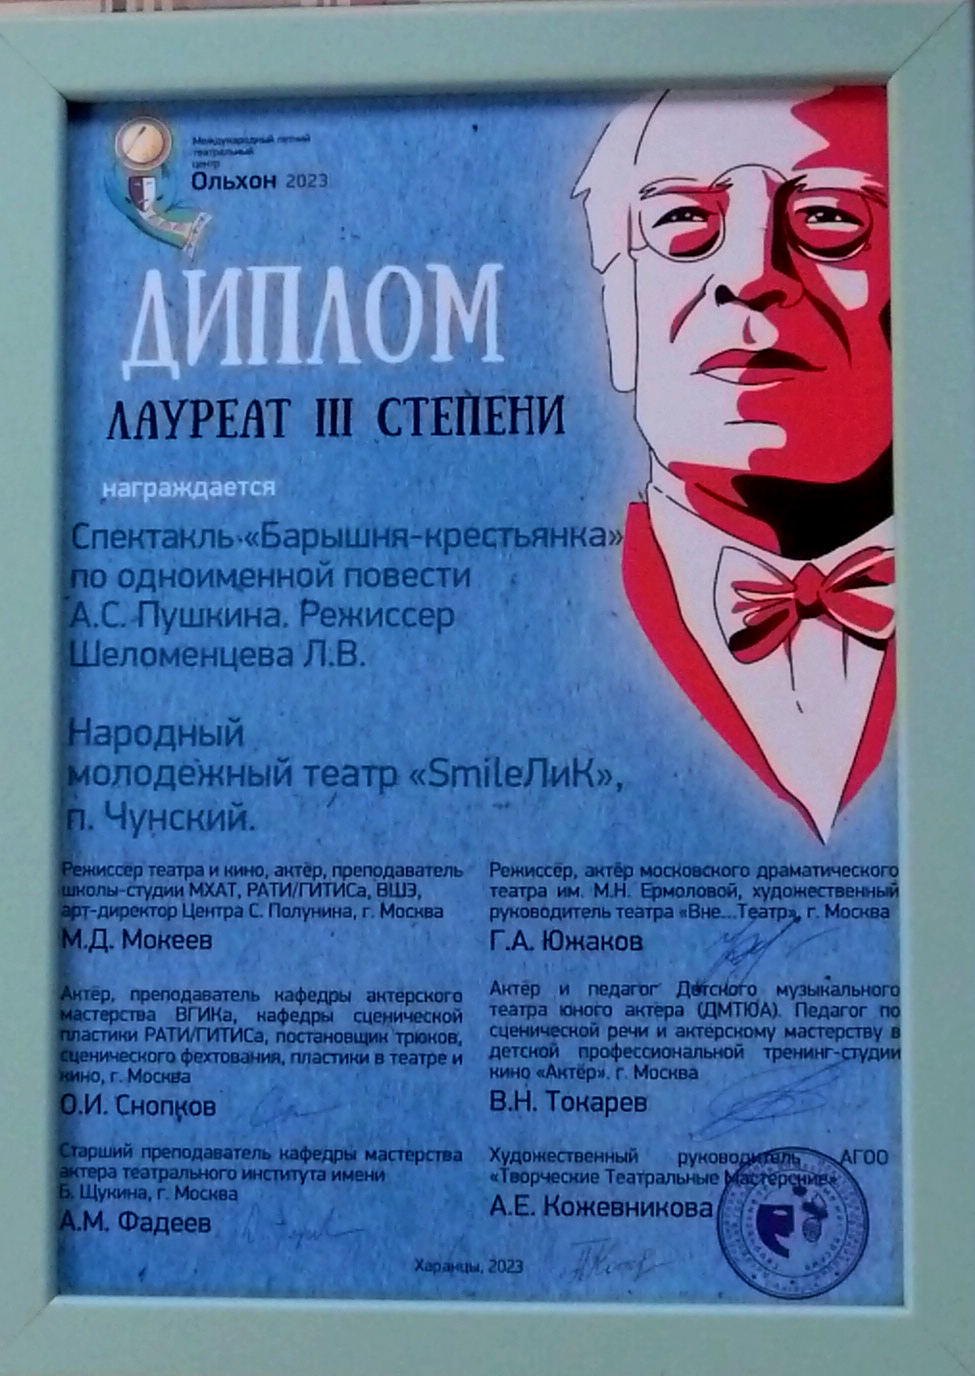 Международный летний
театральный
центр
Ольхон 2023
ДИПЛОМ
ЛАУРЕАТ III СТЕПЕНИ
награждается
Спектакль «Барышня-крестьянка»
по одноименной повести
А.С. Пушкина. Режиссер
Шеломенцева Л.В.
Народный
молодежный театр «SmileЛиК»,
п. Чунский.
Режиссёр театра и кино, актёр, преподаватель
школы-студии МХАТ, РАТИ/ГИТИСа, ВШЭ,
арт-директор Центра С. Полунина, г. Москва
М.Д. Мокеев
Режиссёр, актёр московского драматического
театра им. М.Н. Ермоловой, художественный
руководитель театра «Вне...Театр», г. Москва
Г.А. Южаков
Актёр, преподаватель кафедры актерского
мастерства ВГИКа, кафедры сценической
пластики РАТИ/ГИТИСа, постановщик трюков,
сценического фехтования, пластики в театре и
кино, г. Москва
О.И. Снопков
Актёр и педагог Детского музыкального
театра юного актёра (ДМТЮА). Педагог по
сценической речи и актерскому мастерству в
детской профессиональной тренинг-студии
кино «Актёр». г. Москва
В.Н. Токарев
Старший преподаватель кафедры мастерства
актера театрального института имени
Б. Щукина, г. Москва
А.М. Фадеев
Художественный руководитель АГОО
«Творческие Театральные Мастерские»
А.Е. Кожевникова
Харанцы, 2023